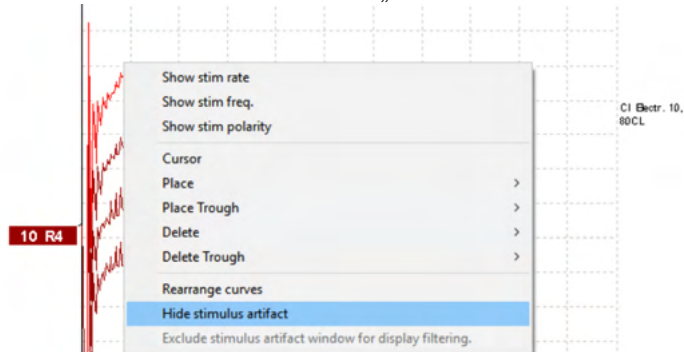 „
Show stim rate
Show stim freq.
Show stim polarity
CI Electr. 10,
80CL
Cursor
Place
Place Trough
Delete
10 R4
Delete Trough
Rearrange curves
Hide stimulus artifact
Exclude stimulus artifact window for display filtering.